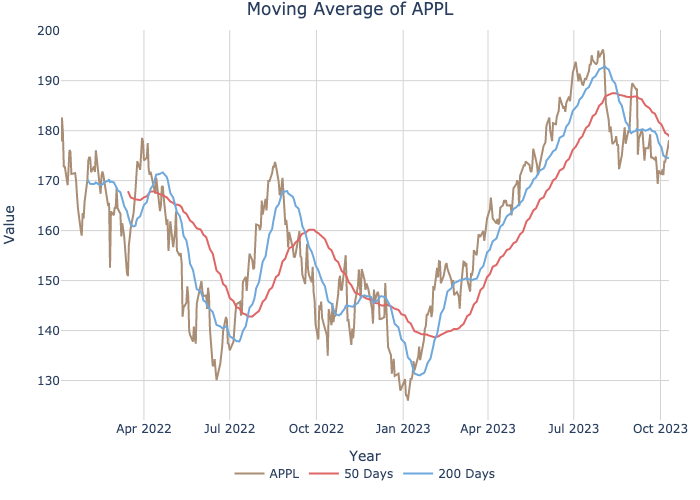 Moving Average of APPL
200
190
180
170
160
150
140
130
Value
Apr 2022 Jul 2022 Oct 2022 Jan 2023 Apr 2023 Jul 2023 Oct 2023
Year
APPL 50 Days 200 Days